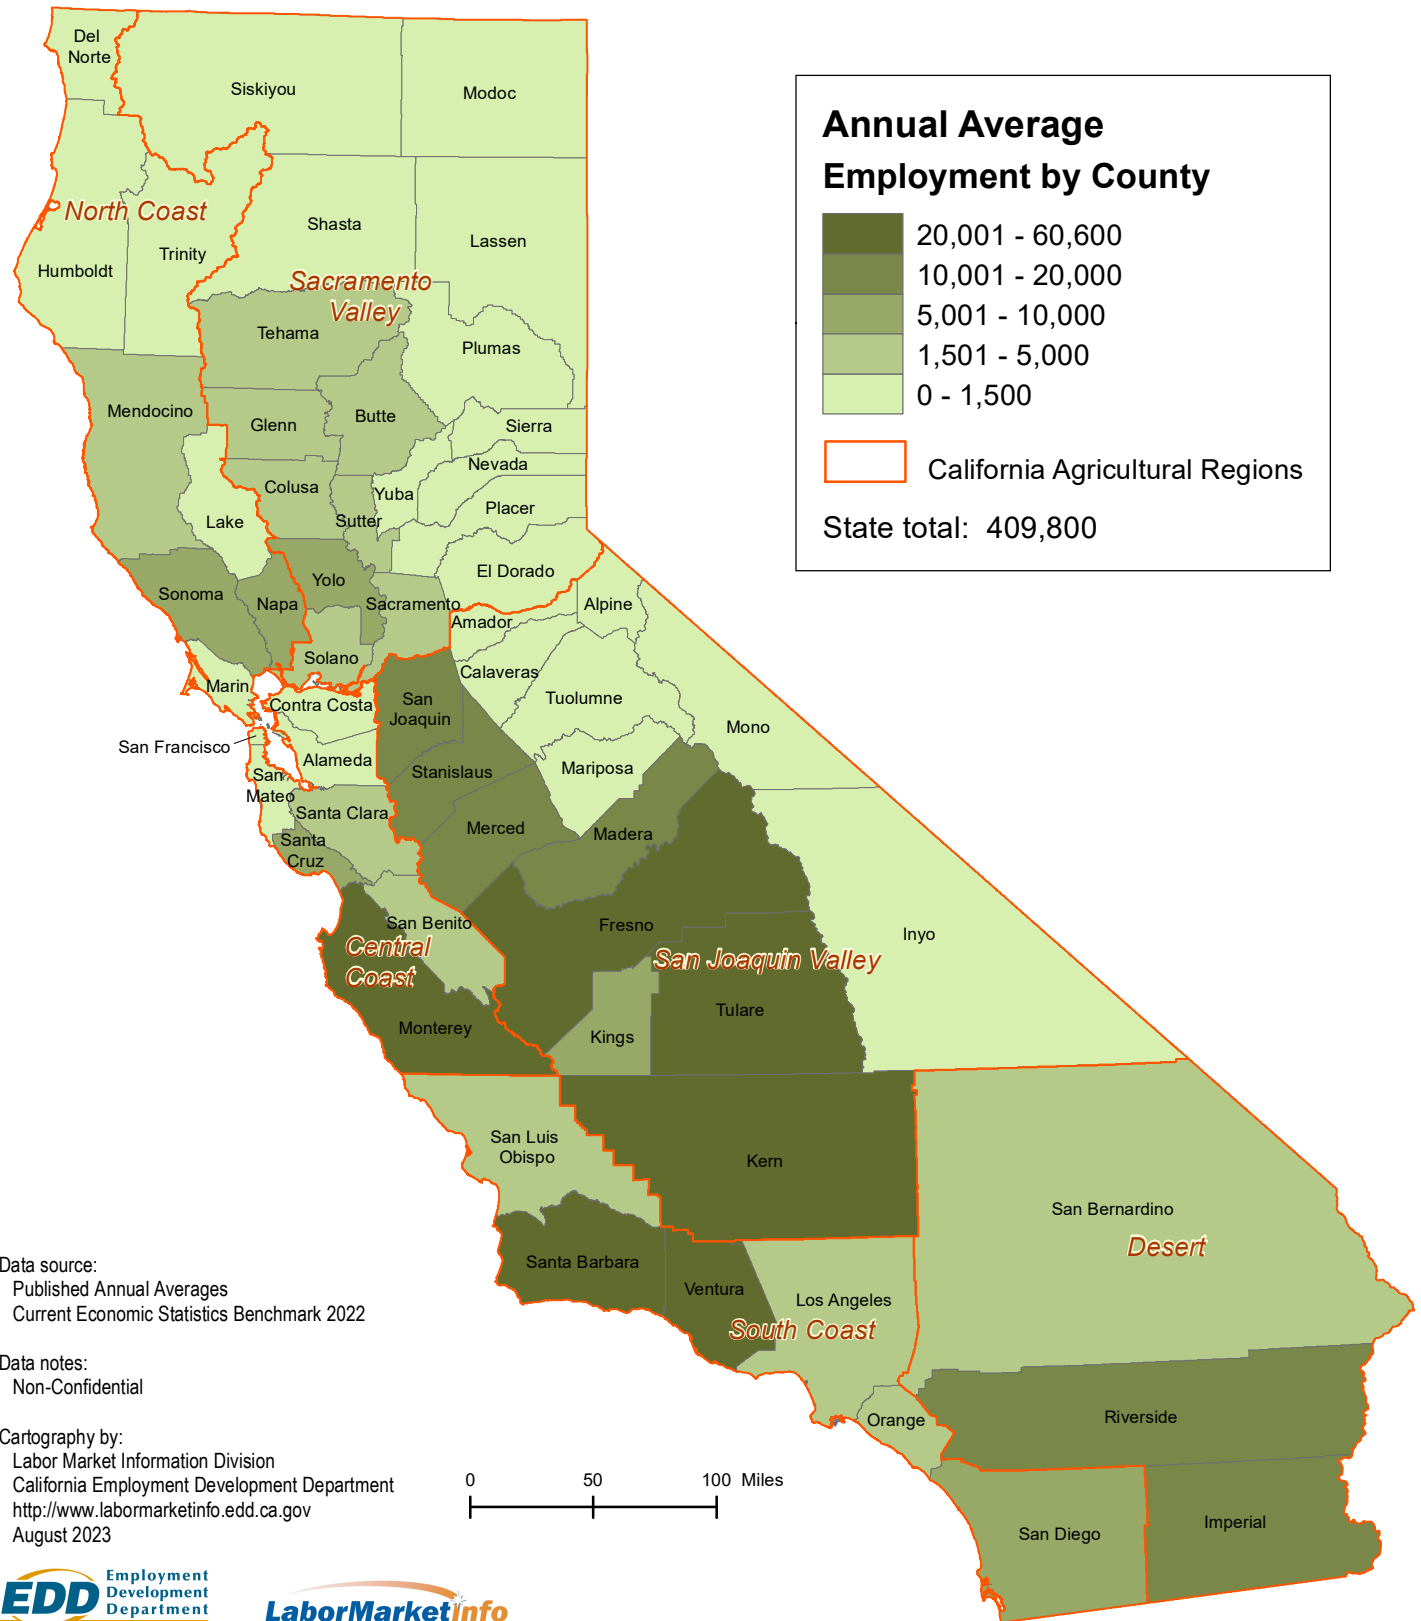 Del
Norte
Siskiyou
Modoc
Annual Average
Employment by County
20,001 - 60,600
10,001 - 20,000
5,001 - 10,000
1,501 - 5,000
0 - 1,500
California Agricultural Regions
State total: 409,800
North Coast
Shasta
Lassen
Trinity
Humboldt
Sacramento
Valley
Tehama
Plumas
Mendocino
Butte
Glenn
Sierra
Nevada
Colusa
Yuba
Placer
Sutter
Lake
El Dorado
Yolo
Sonoma
Napa
Sacramento
Alpine
Amador
Solano
Calaveras
Marin
Contra Costa
San
Joaquin
Tuolumne
Mono
San Francisco
Alameda
Stanislaus
Mariposa
San
Mateo
Santa Clara
Merced
Madera
Santa
Cruz
San Benito
Fresno
Inyo
Central
Coast
San Joaquin Valley
Tulare
Monterey
Kings
San Luis
Obispo
Kern
San Bernardino
Desert
Santa Barbara
Ventura
Los Angeles
South Coast
Orange
Riverside
San Diego
Imperial
Data source:
Published Annual Averages
Current Economic Statistics Benchmark 2022
Data notes:
Non-Confidential
Cartography by:
Labor Market Information Division
California Employment Development Department
http://www.labormarketinfo.edd.ca.gov
August 2023
0 50 100 Miles
EDD
Employment
Development
Department
LaborMarketInfo